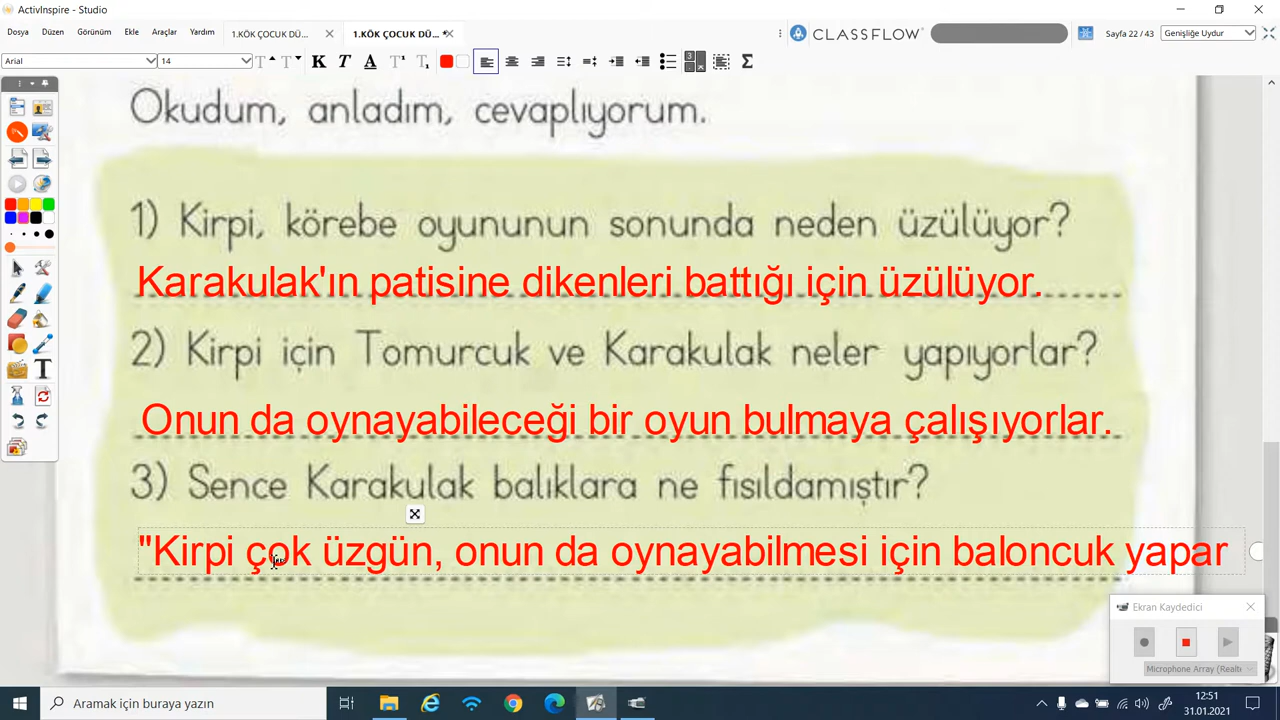 ActivInspire - Studio
Dosya Düzen Görünüm Ekle Araçlar Yardım
1.KÖK ÇOCUK DÜ... 1.KÖK ÇOCUK DÜ... *
CLASSFLOW
Sayfa 22 / 43 Genişliğe Uydur
Arial 14
Okudum, anladım, cevaplıyorum.
1) Kirpi, körebe oyununun sonunda neden üzülüyor?
Karakulak'ın patisine dikenleri battığı için üzülüyor.
2) Kirpi için Tomurcuk ve Karakulak neler yapıyorlar?
Onun da oynayabileceği bir oyun bulmaya çalışıyorlar.
3) Sence Karakulak balıklara ne fısıldamıştır?
"Kirpi çok üzgün, onun da oynayabilmesi için baloncuk yapar
Ekran Kaydedici
Microphone Array (Realte
Aramak için buraya yazın
12:51
31.01.2021